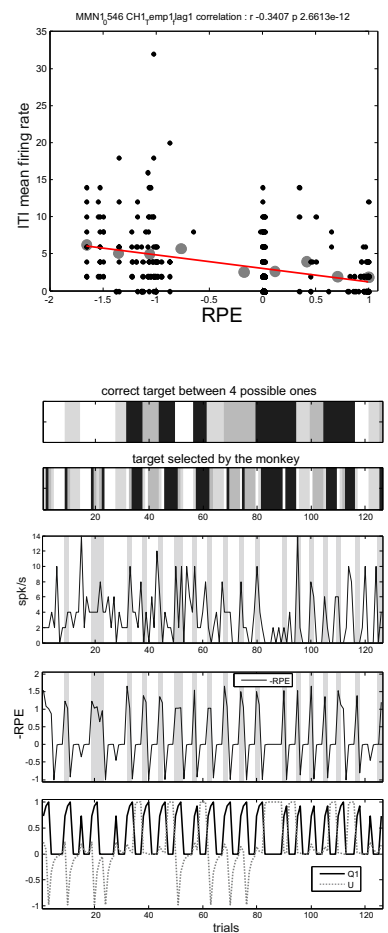 MMN1_0546 CH1_temp1_flag1 correlation : r -0.3407 p 2.6613e-12
35
30
25
20
15
10
5
0
ITI mean firing rate
-2 -1.5 -1 -0.5 0 0.5 1
RPE
correct target between 4 possible ones
target selected by the monkey
20 40 60 80 100 120
14
12
10
8
6
4
2
0
spk/s
20 40 60 80 100 120
2
1.5
1
0.5
0
-0.5
-1
-RPE
-RPE
20 40 60 80 100 120
1
0.5
0
-0.5
-1
Q1
U
20 40 60 80 100 120
trials